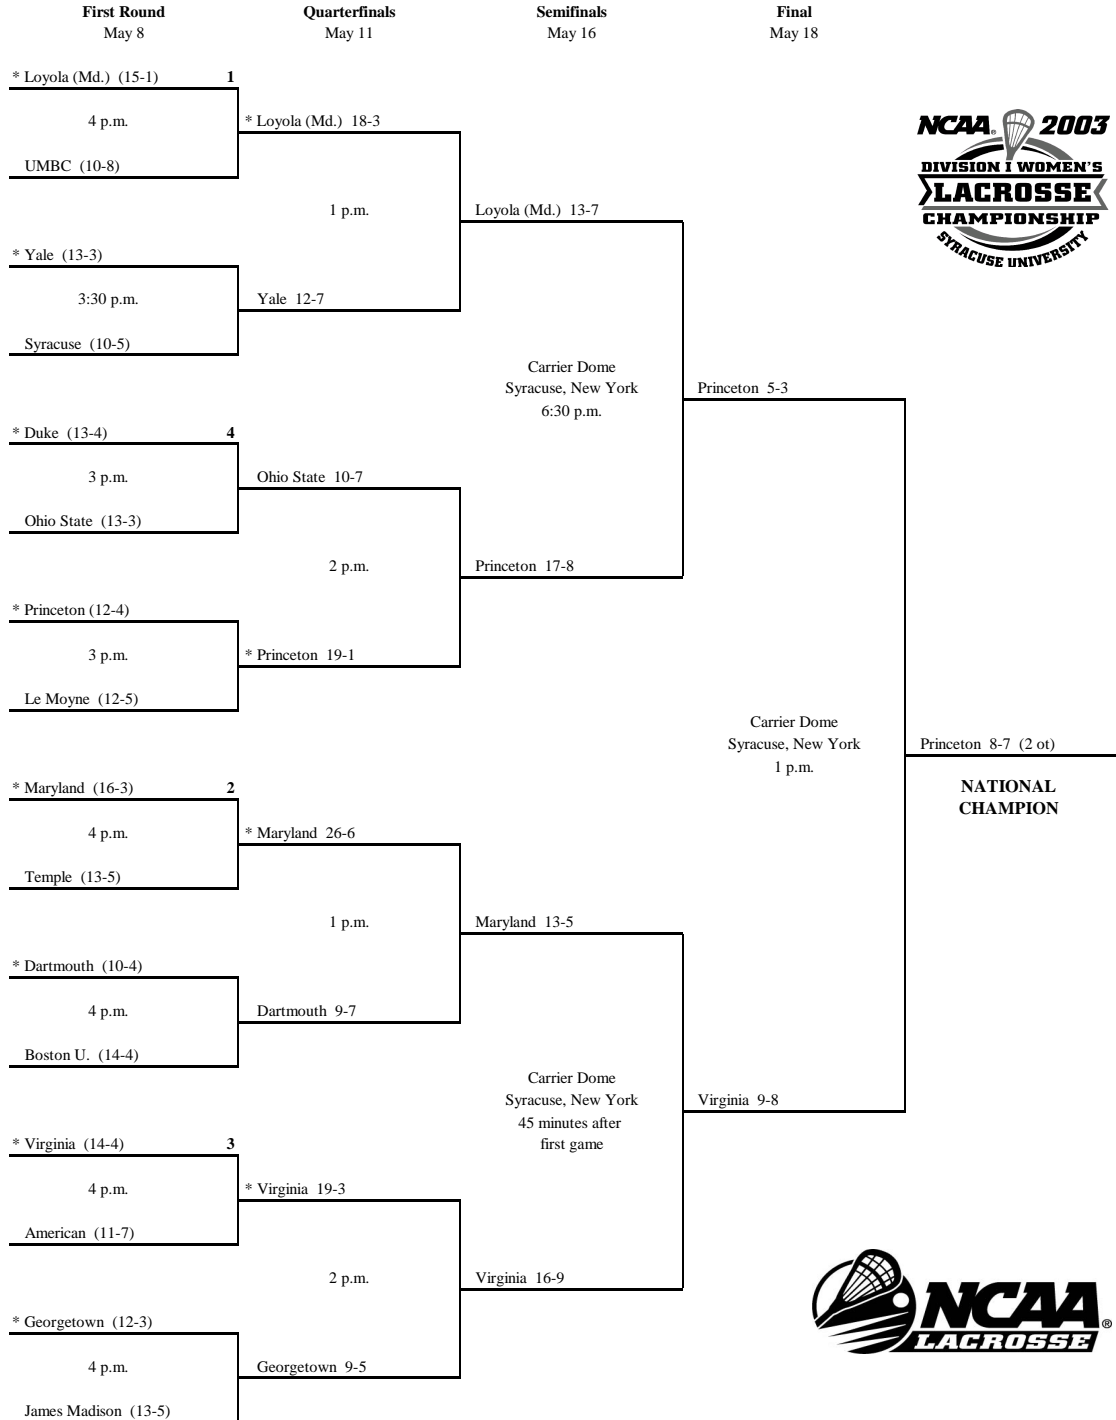 First Round
May 8
Quarterfinals
May 11
Semifinals
May 16
Final
May 18
* Loyola (Md.) (15-1) 1
4 p.m.
UMBC (10-8)
* Yale (13-3)
3:30 p.m.
Syracuse (10-5)
* Duke (13-4) 4
3 p.m.
Ohio State (13-3)
* Princeton (12-4)
3 p.m.
Le Moyne (12-5)
* Maryland (16-3) 2
4 p.m.
Temple (13-5)
* Dartmouth (10-4)
4 p.m.
Boston U. (14-4)
* Virginia (14-4) 3
4 p.m.
American (11-7)
* Georgetown (12-3)
4 p.m.
James Madison (13-5)
* Loyola (Md.) 18-3
1 p.m.
Yale 12-7
Ohio State 10-7
2 p.m.
* Princeton 19-1
* Maryland 26-6
1 p.m.
Dartmouth 9-7
* Virginia 19-3
2 p.m.
Georgetown 9-5
Loyola (Md.) 13-7
Carrier Dome
Syracuse, New York
6:30 p.m.
Princeton 17-8
Maryland 13-5
Carrier Dome
Syracuse, New York
45 minutes after
first game
Virginia 16-9
Princeton 5-3
Carrier Dome
Syracuse, New York
1 p.m.
Virginia 9-8
Princeton 8-7 (2 ot)
NATIONAL
CHAMPION
NCAA® 2003
DIVISION I WOMEN'S
LACROSSE
CHAMPIONSHIP
SYRACUSE UNIVERSITY
NCAA®
LACROSSE